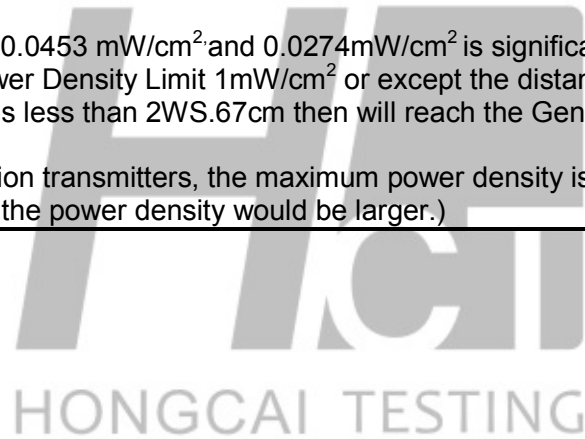 0.0453 mW/cm²,and 0.0274mW/cm² is signific
wer Density Limit 1mW/cm² or except the distan
s less than 2WS.67cm then will reach the Gen
ion transmitters, the maximum power density is
the power density would be larger.)
HCT
HONGCAI TESTING